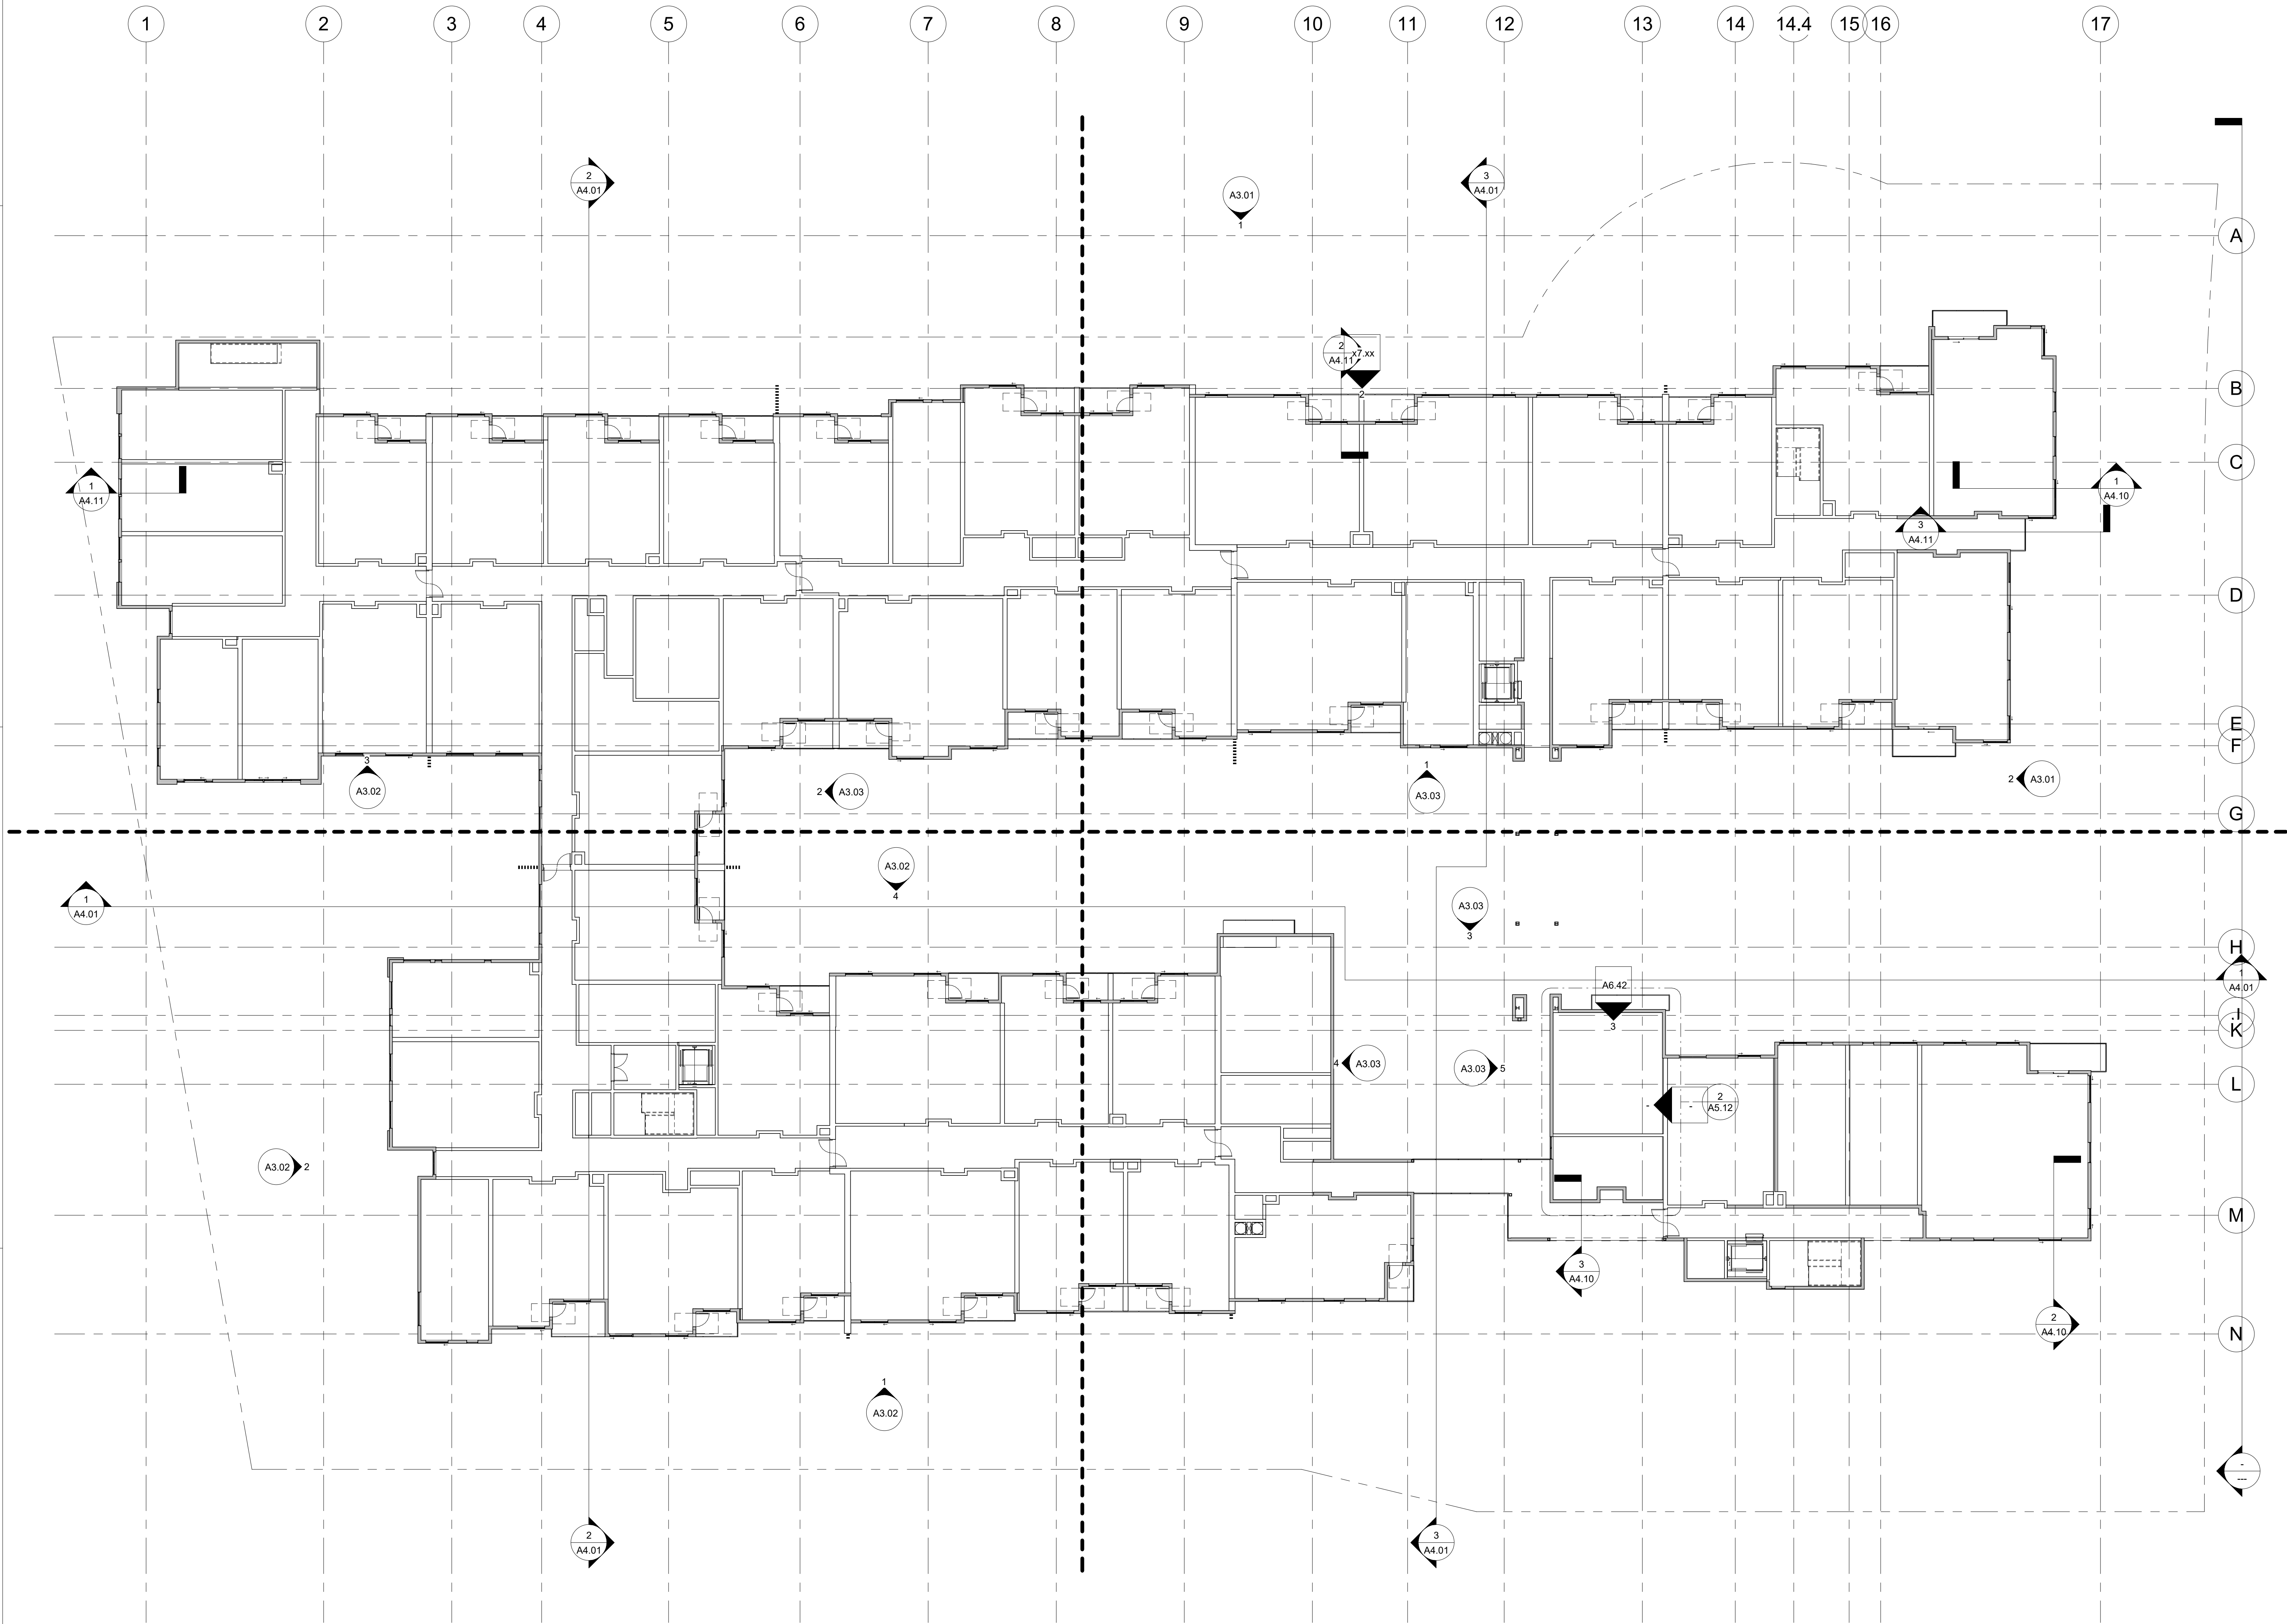 1 2 3 4 5 6 7 8 9 10 11 12 13 14 14.4 15 16 17
2
A4.01
3
A4.01
A3.01
1
A
2
A4.11
x7.xx
2
B
C
1
A4.11
1
A4.10
3
A4.11
D
E
F
3
A3.02
2 A3.03
1
A3.03
2 A3.01
G
A3.02
4
1
A4.01
A3.03
3
H
1
A4.01
A6.42
3
J
K
4 A3.03
A3.03 5
L
- -
2
A5.12
A3.02 2
M
3
A4.10
2
A4.10
N
1
A3.02
-
---
2
A4.01
3
A4.01